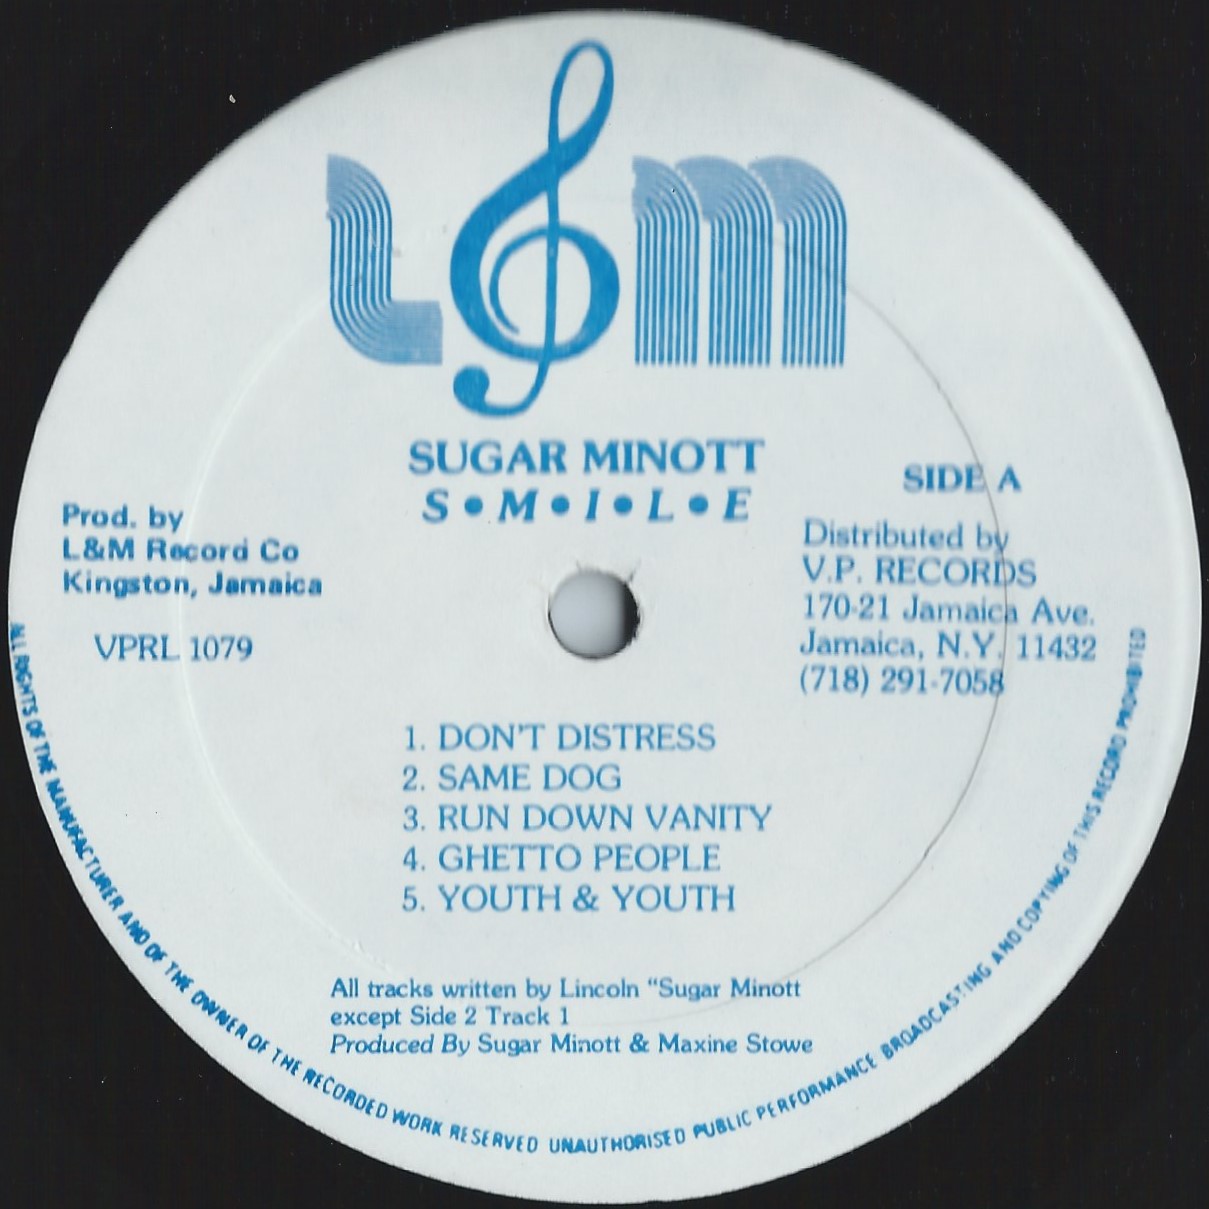 L&M
SUGAR MINOTT
S•M•I•L•E
SIDE A
Prod. by
L&M Record Co
Kingston, Jamaica
VPRL 1079
Distributed by
V.P. RECORDS
170-21 Jamaica Ave.
Jamaica, N.Y. 11432
(718) 291-7058
1. DON'T DISTRESS
2. SAME DOG
3. RUN DOWN VANITY
4. GHETTO PEOPLE
5. YOUTH & YOUTH
All tracks written by Lincoln “Sugar Minott
except Side 2 Track 1
Produced By Sugar Minott & Maxine Stowe
ALL RIGHTS OF THE MANUFACTURER AND OF THE OWNER OF THE RECORDED WORK RESERVED UNAUTHORISED PUBLIC PERFORMANCE BROADCASTING AND COPYING OF THIS RECORD PROHIBITED